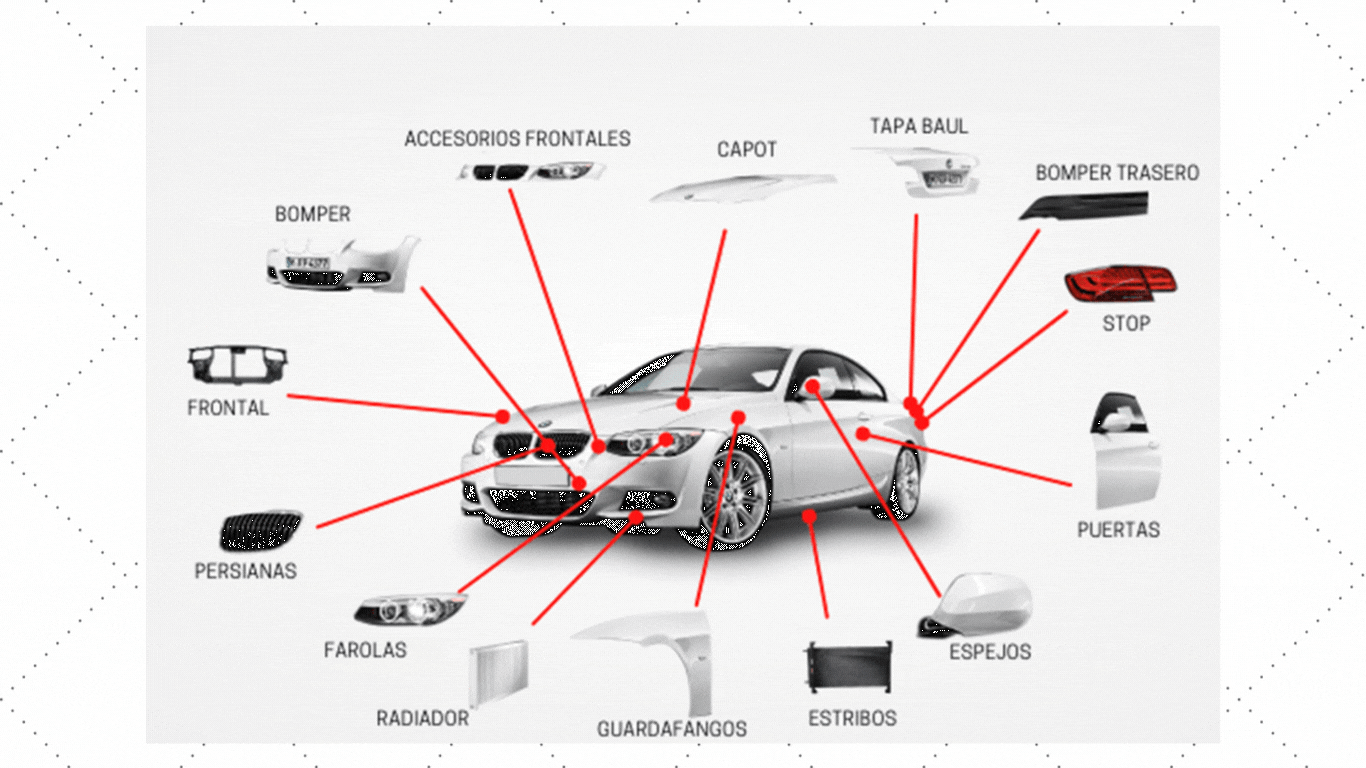 ACCESORIOS FRONTALES
CAPOT
TAPA BAUL
BOMPER TRASERO
BOMPER
STOP
FRONTAL
PUERTAS
PERSIANAS
FAROLAS
ESPEJOS
RADIADOR
GUARDAFANGOS
ESTRIBOS